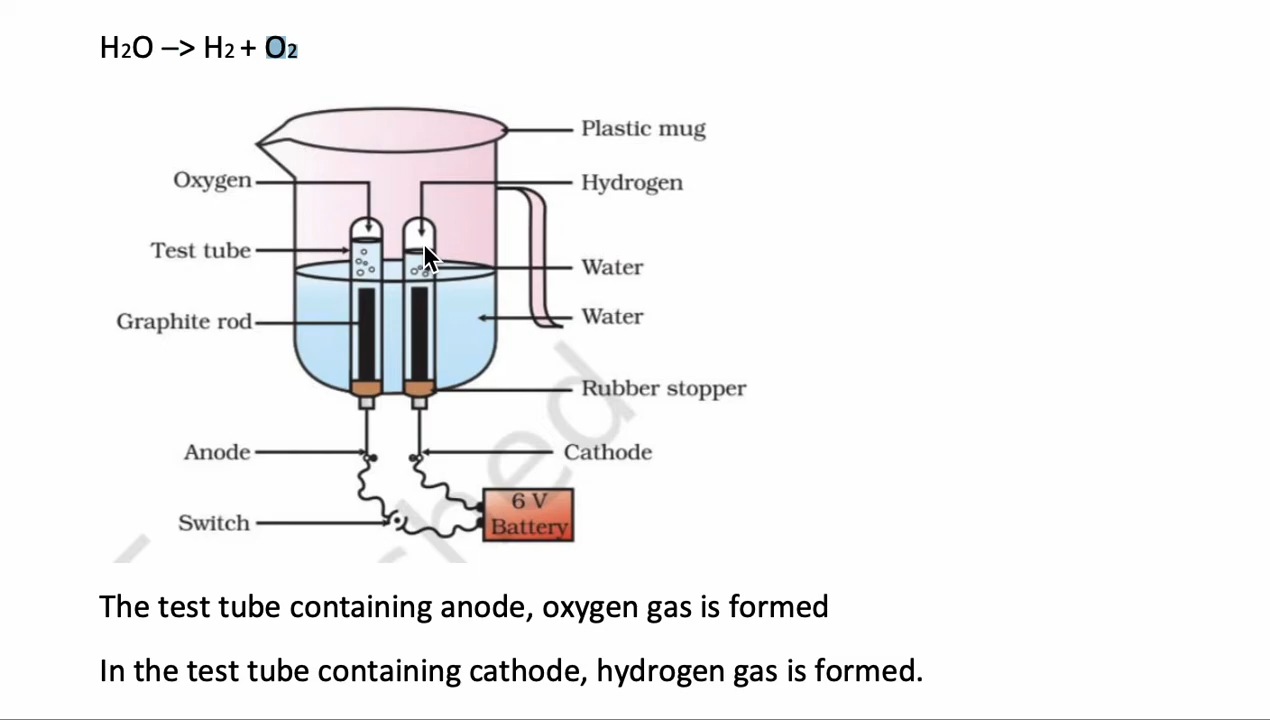 H2O –> H2 + O2
Plastic mug
Oxygen
Hydrogen
Test tube
Water
Graphite rod
Water
Rubber stopper
Anode
Cathode
6 V
Battery
Switch
The test tube containing anode, oxygen gas is formed
In the test tube containing cathode, hydrogen gas is formed.